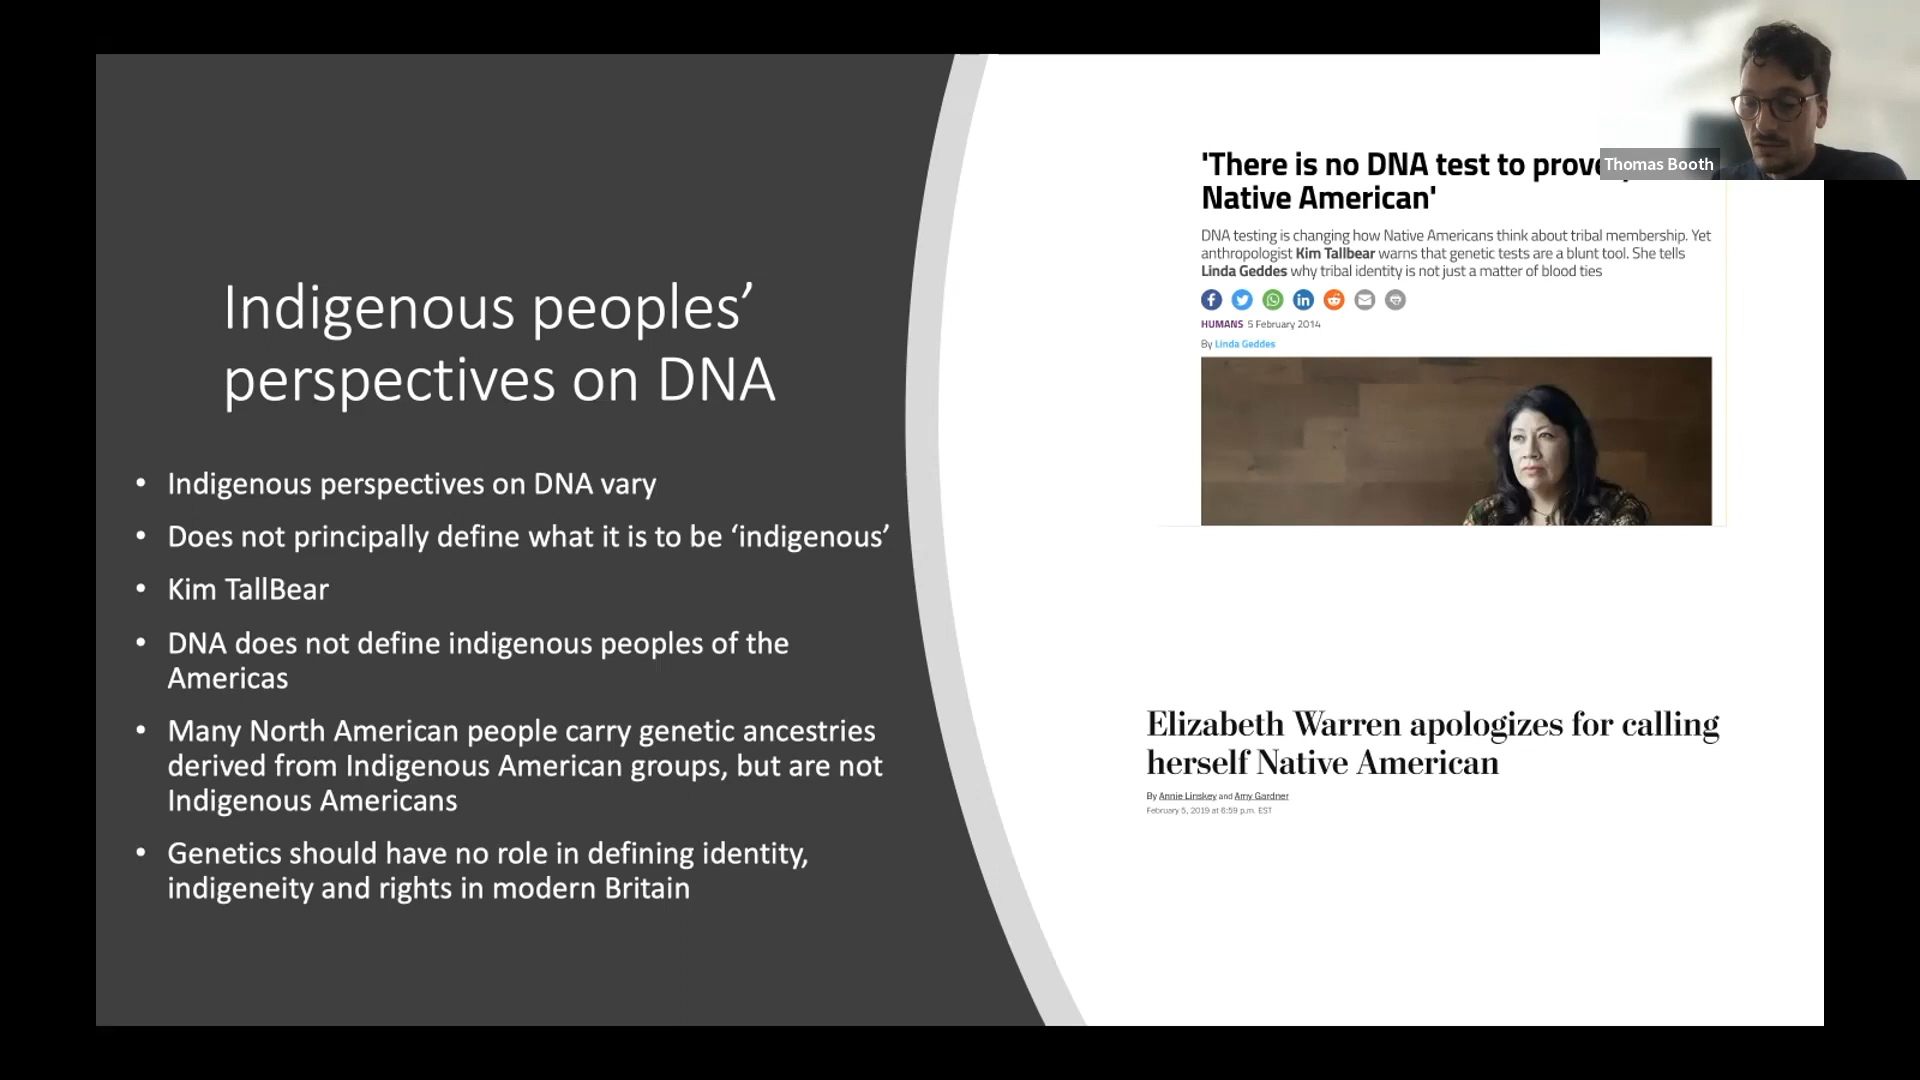 Indigenous peoples’
perspectives on DNA
• Indigenous perspectives on DNA vary
• Does not principally define what it is to be ‘indigenous’
• Kim TallBear
• DNA does not define indigenous peoples of the
Americas
• Many North American people carry genetic ancestries
derived from Indigenous American groups, but are not
Indigenous Americans
• Genetics should have no role in defining identity,
indigeneity and rights in modern Britain
'There is no DNA test to prove
Native American'
DNA testing is changing how Native Americans think about tribal membership. Yet
anthropologist Kim Tallbear warns that genetic tests are a blunt tool. She tells
Linda Geddes why tribal identity is not just a matter of blood ties
HUMANS 5 February 2014
By Linda Geddes
Elizabeth Warren apologizes for calling
herself Native American
By Annie Linskey and Amy Gardner
February 5, 2019 at 6:59 p.m. EST
Thomas Booth